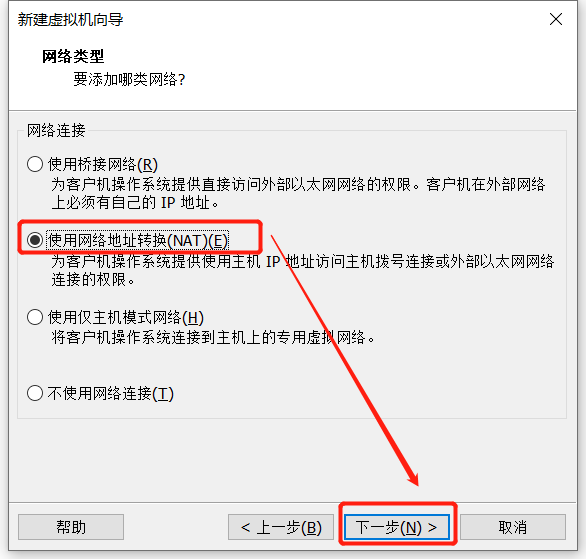 新建虚拟机向导
网络类型
要添加哪类网络?
网络连接
使用桥接网络(R)
为客户机操作系统提供直接访问外部以太网网络的权限。客户机在外部网络
上必须有自己的 IP 地址。
使用网络地址转换(NAT)(E)
为客户机操作系统提供使用主机 IP 地址访问主机拨号连接或外部以太网网络
连接的权限。
使用仅主机模式网络(H)
将客户机操作系统连接到主机上的专用虚拟网络。
不使用网络连接(T)
帮助
< 上一步(B)
下一步(N) >
取消